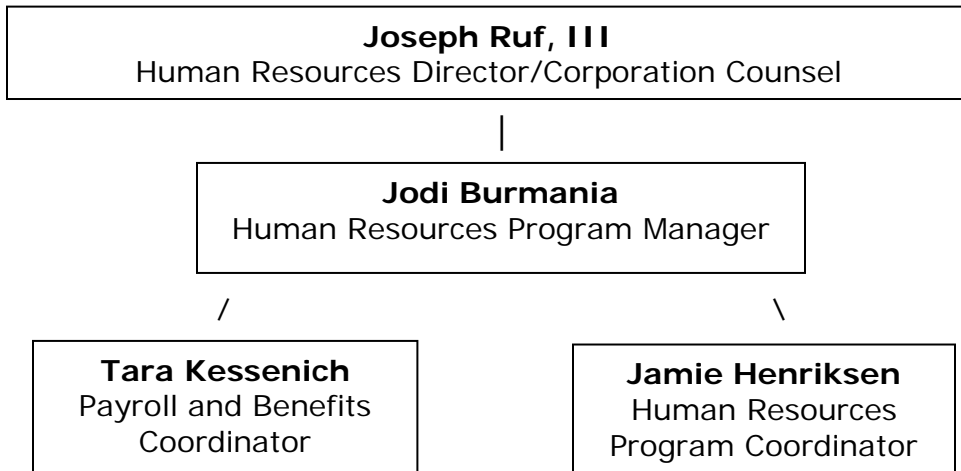 Joseph Ruf, III
Human Resources Director/Corporation Counsel
|
Jodi Burmania
Human Resources Program Manager
/ \
Tara Kessenich
Payroll and Benefits
Coordinator
Jamie Henriksen
Human Resources
Program Coordinator